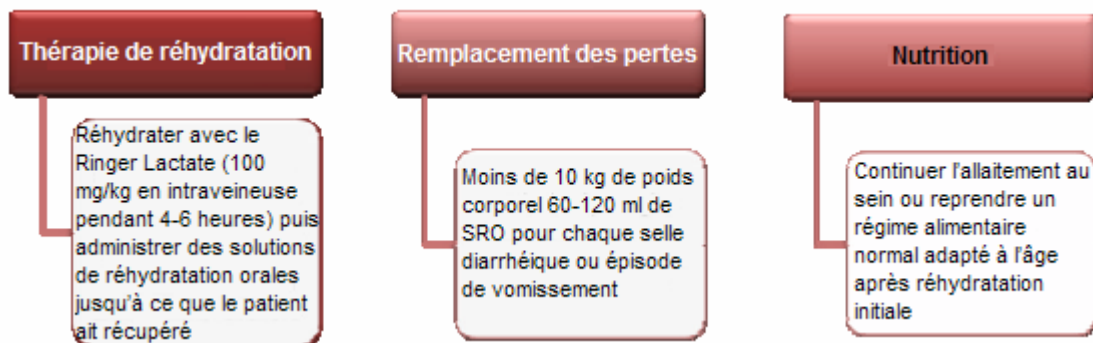 Thérapie de réhydratation
Réhydrater avec le
Ringer Lactate (100
mg/kg en intraveineuse
pendant 4-6 heures) puis
administrer des solutions
de réhydratation orales
jusqu'à ce que le patient
ait récupéré
Remplacement des pertes
Moins de 10 kg de poids
corporel 60-120 ml de
SRO pour chaque selle
diarrhéique ou épisode
de vomissement
Nutrition
Continuer l'allaitement au
sein ou reprendre un
régime alimentaire
normal adapté à l'âge
après réhydratation
initiale